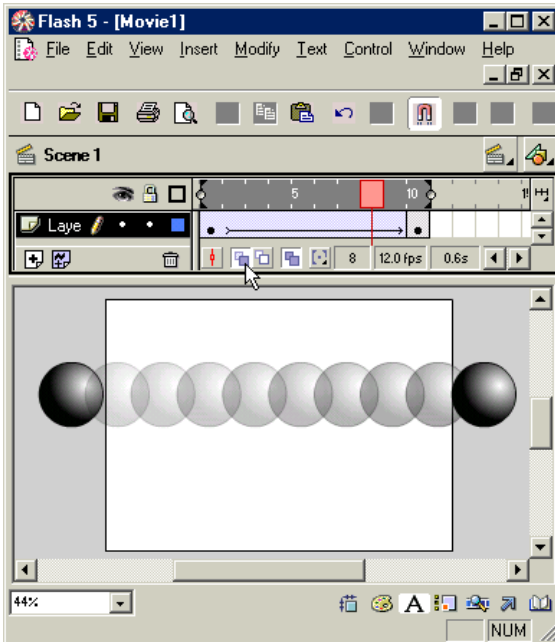 Flash 5 - [Movie1]
File Edit View Insert Modify Text Control Window Help
Scene 1
5 10
Laye
8 12.0 fps 0.6s
44%
A
NUM